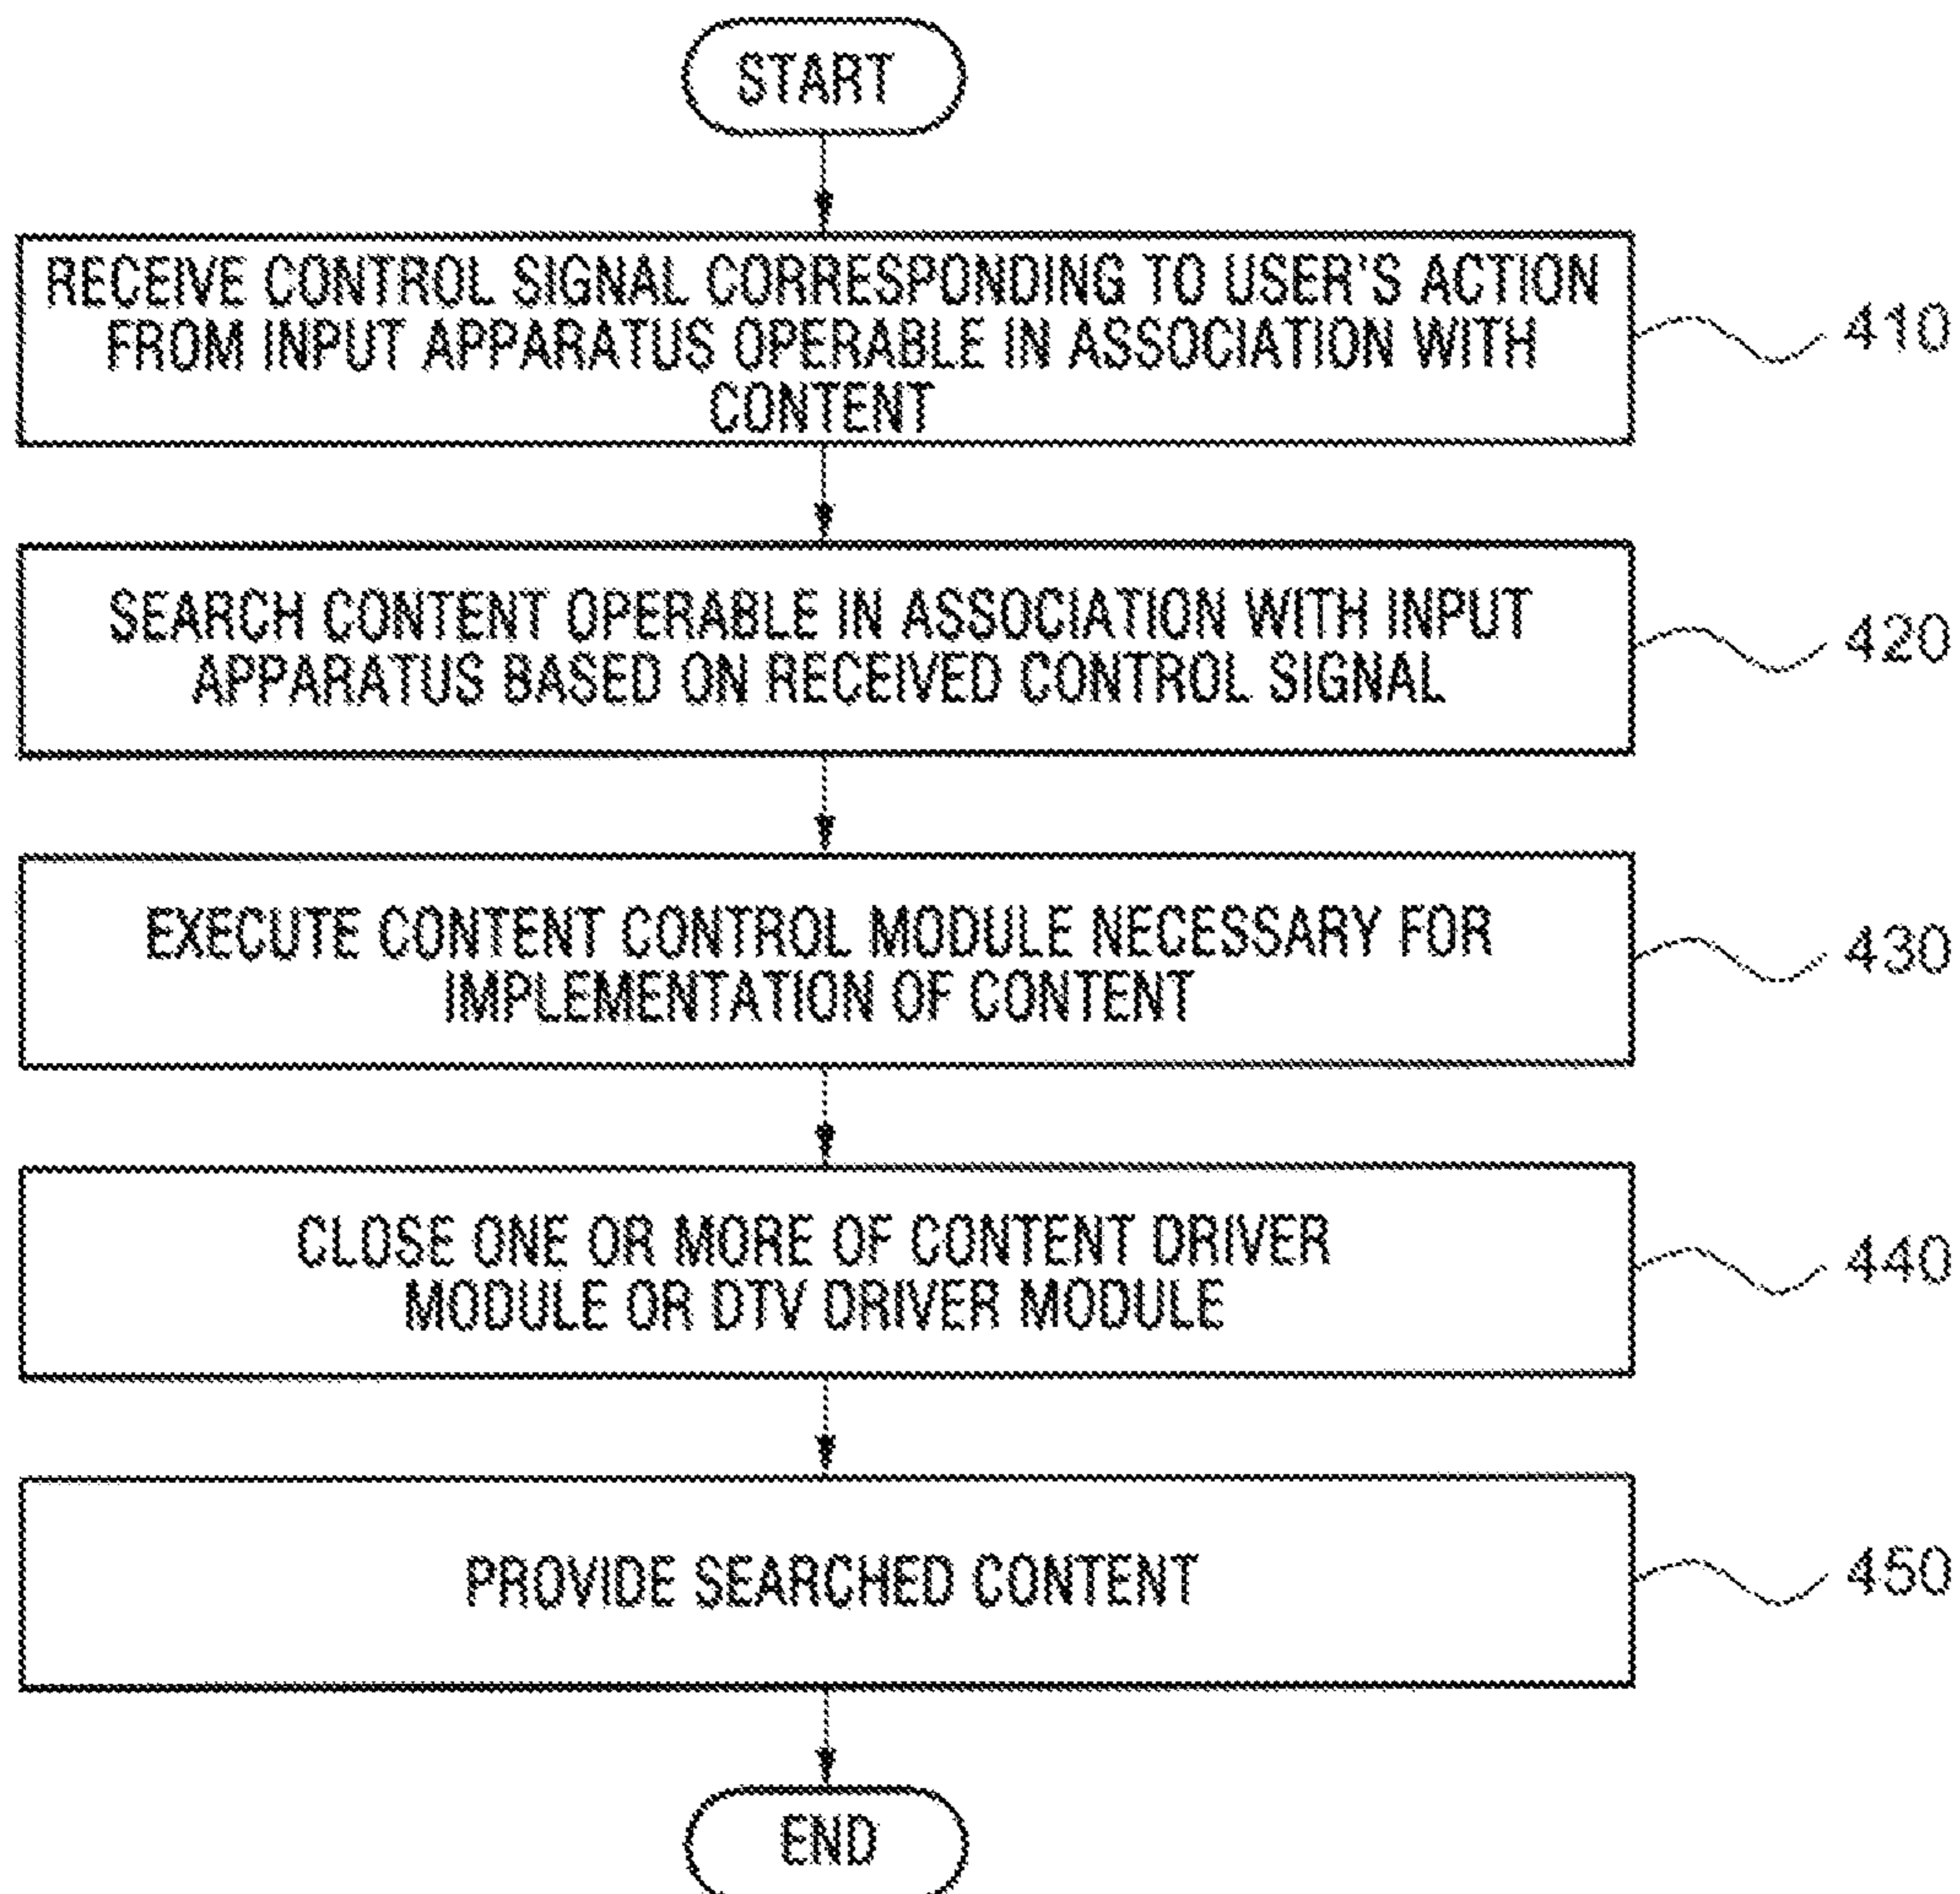 START
RECEIVE CONTROL SIGNAL CORRESPONDING TO USER'S ACTION
FROM INPUT APPARATUS OPERABLE IN ASSOCIATION WITH
CONTENT
410
SEARCH CONTENT OPERABLE IN ASSOCIATION WITH INPUT
APPARATUS BASED ON RECEIVED CONTROL SIGNAL
420
EXECUTE CONTENT CONTROL MODULE NECESSARY FOR
IMPLEMENTATION OF CONTENT
430
CLOSE ONE OR MORE OF CONTENT DRIVER
MODULE OR DTV DRIVER MODULE
440
PROVIDE SEARCHED CONTENT
450
END